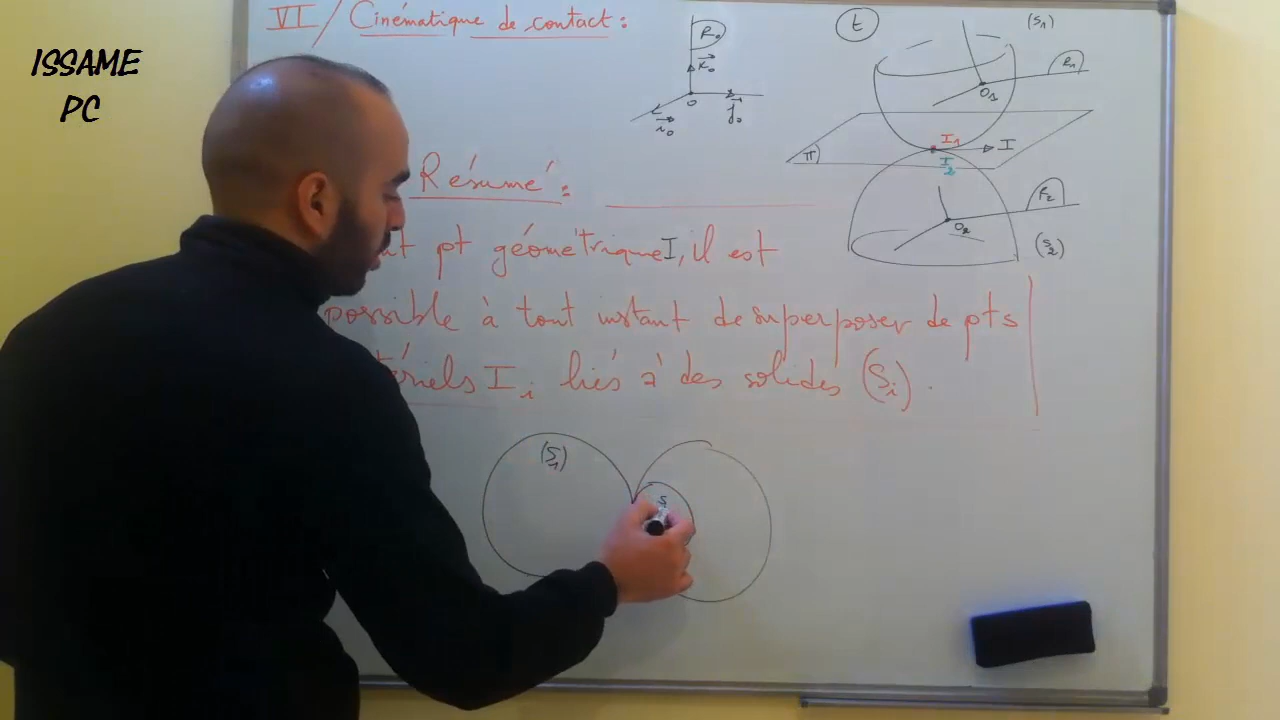 ISSAME
PC
VI/ Cinématique de contact :
R₀
k₀
o
j₀
i₀
t
(S₁)
R₁
O₁
I₁
I
π
I₂
R₂
O₂
(S₂)
Résumé :
pt géométrique I, il est
possible à tout instant de superposer de pts
Iᵢ liés à des solides (Sᵢ).
(S₁)
S